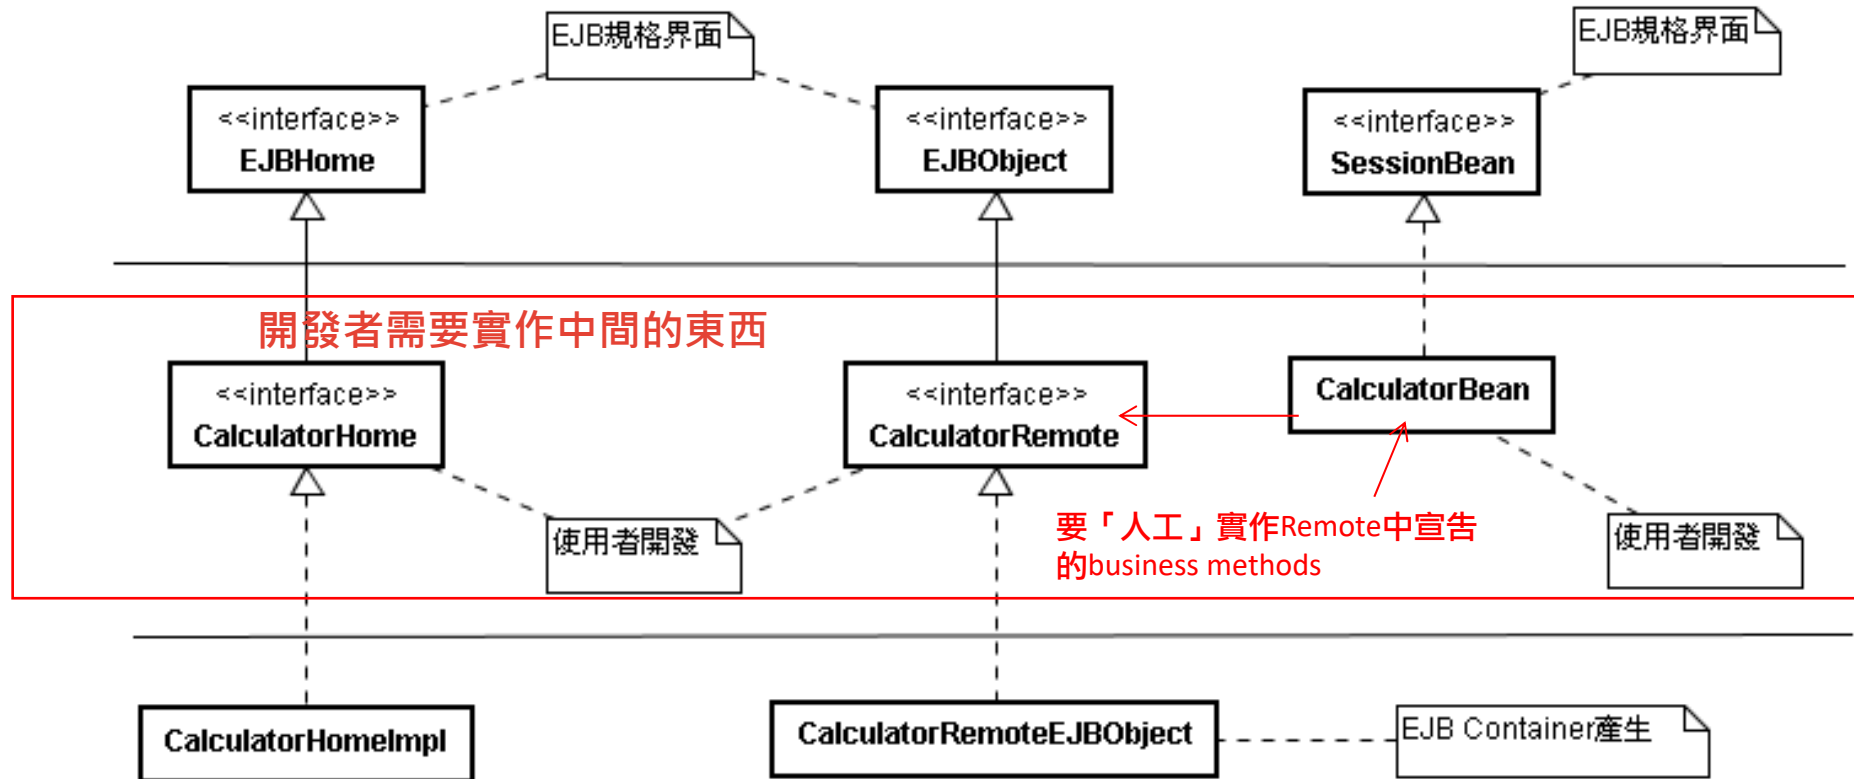 EJB規格界面
EJB規格界面
<<interface>>
EJBHome
<<interface>>
EJBObject
<<interface>>
SessionBean
開發者需要實作中間的東西
<<interface>>
CalculatorHome
<<interface>>
CalculatorRemote
CalculatorBean
使用者開發
要「人工」實作Remote中宣告
的business methods
使用者開發
CalculatorHomeImpl
CalculatorRemoteEJBObject
EJB Container產生